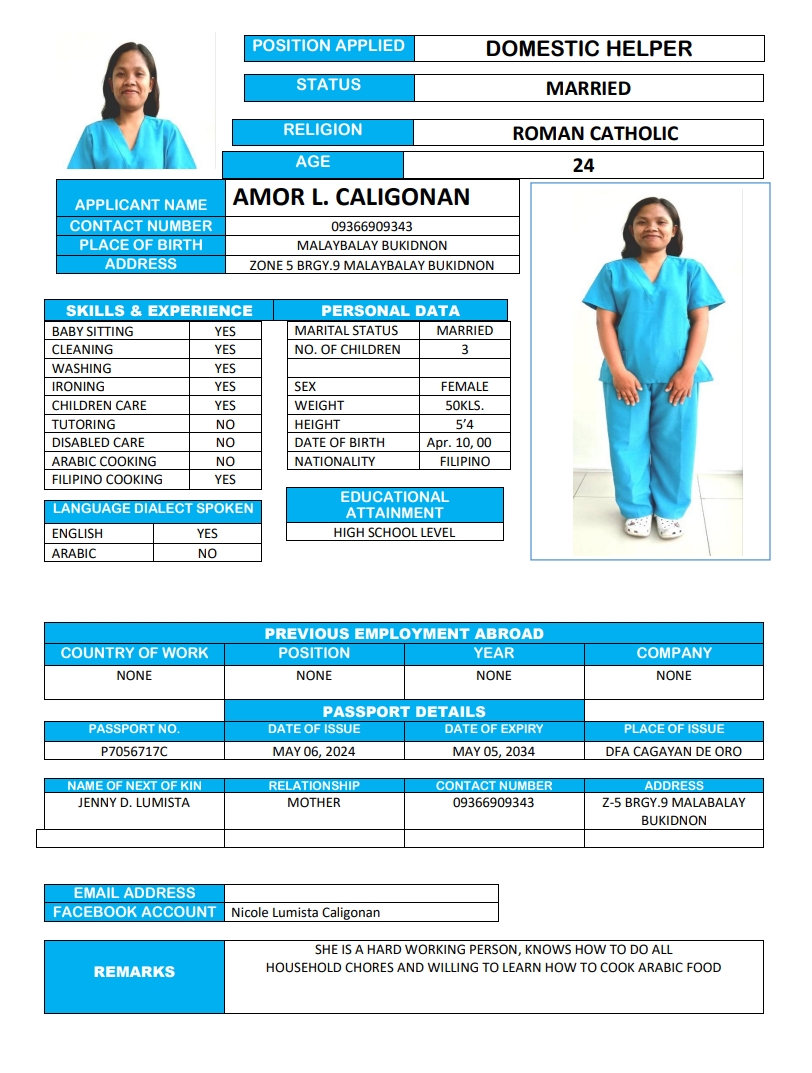 POSITION APPLIED DOMESTIC HELPER
STATUS MARRIED
RELIGION ROMAN CATHOLIC
AGE 24
APPLICANT NAME AMOR L. CALIGONAN
CONTACT NUMBER 09366909343
PLACE OF BIRTH MALAYBALAY BUKIDNON
ADDRESS ZONE 5 BRGY.9 MALAYBALAY BUKIDNON
SKILLS & EXPERIENCE PERSONAL DATA
BABY SITTING YES MARITAL STATUS MARRIED
CLEANING YES NO. OF CHILDREN 3
WASHING YES
IRONING YES SEX FEMALE
CHILDREN CARE YES WEIGHT 50KLS.
TUTORING NO HEIGHT 5’4
DISABLED CARE NO DATE OF BIRTH Apr. 10, 00
ARABIC COOKING NO NATIONALITY FILIPINO
FILIPINO COOKING YES
LANGUAGE DIALECT SPOKEN
ENGLISH YES
ARABIC NO
EDUCATIONAL
ATTAINMENT
HIGH SCHOOL LEVEL
PREVIOUS EMPLOYMENT ABROAD
COUNTRY OF WORK POSITION YEAR COMPANY
NONE NONE NONE NONE
PASSPORT DETAILS
PASSPORT NO. DATE OF ISSUE DATE OF EXPIRY PLACE OF ISSUE
P7056717C MAY 06, 2024 MAY 05, 2034 DFA CAGAYAN DE ORO
NAME OF NEXT OF KIN RELATIONSHIP CONTACT NUMBER ADDRESS
JENNY D. LUMISTA MOTHER 09366909343 Z-5 BRGY.9 MALABALAY
BUKIDNON
EMAIL ADDRESS
FACEBOOK ACCOUNT Nicole Lumista Caligonan
REMARKS
SHE IS A HARD WORKING PERSON, KNOWS HOW TO DO ALL
HOUSEHOLD CHORES AND WILLING TO LEARN HOW TO COOK ARABIC FOOD